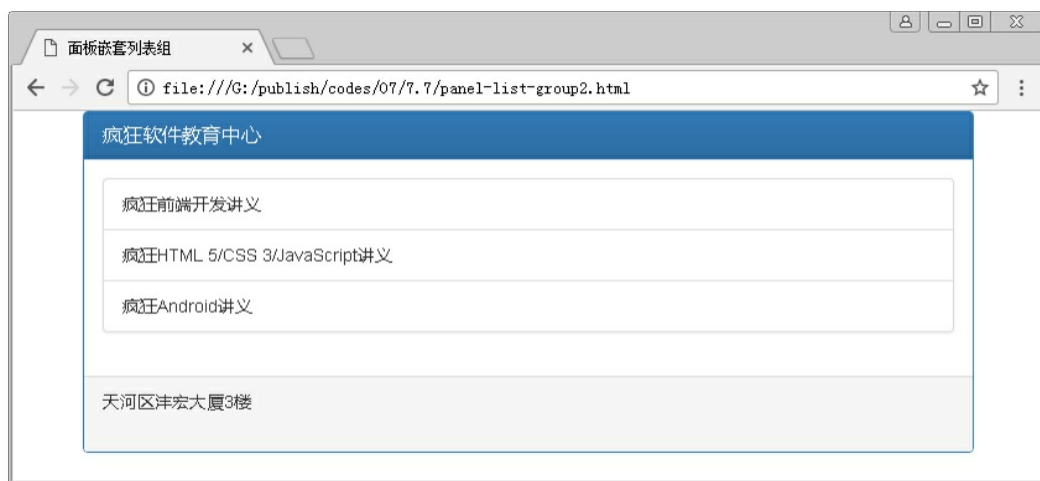 面板嵌套列表组
file:///G:/publish/codes/07/7.7/panel-list-group2.html
疯狂软件教育中心
疯狂前端开发讲义
疯狂HTML 5/CSS 3/JavaScript讲义
疯狂Android讲义
天河区沣宏大厦3楼